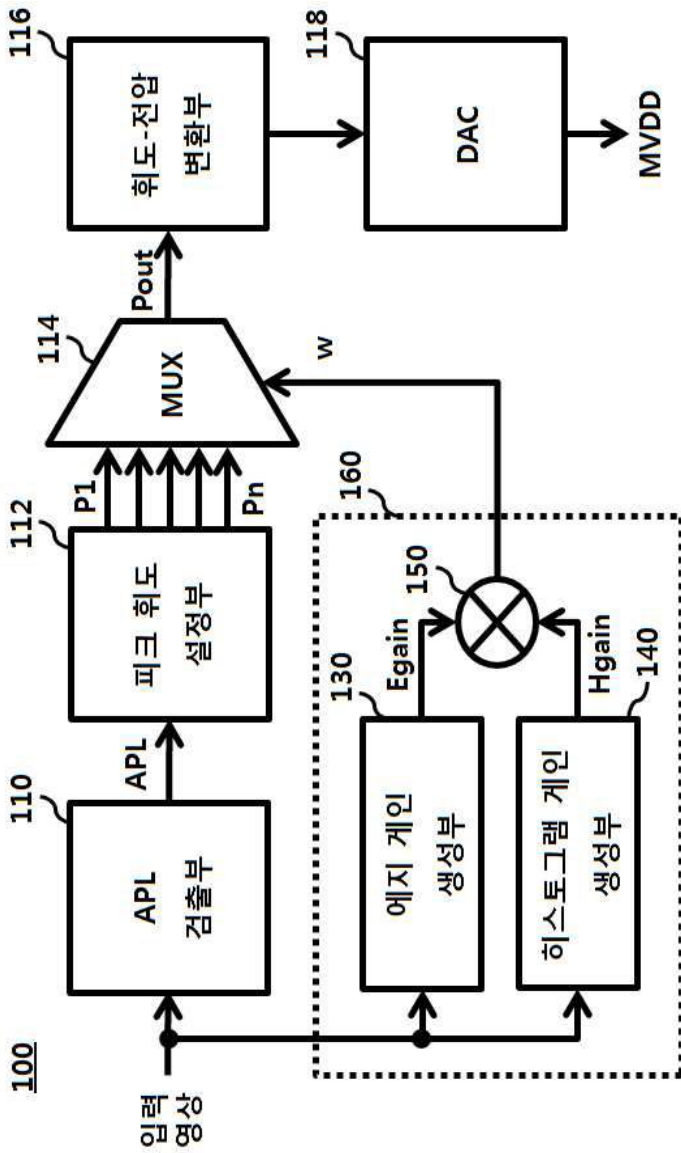 100
입력
영상
110
APL
검출부
APL
112
피크 휘도
설정부
P1
Pn
114
MUX
Pout
116
휘도-전압
변환부
118
DAC
MVDD
w
160
130
에지 게인
생성부
Egain
150
히스토그램 게인
생성부
140
Hgain